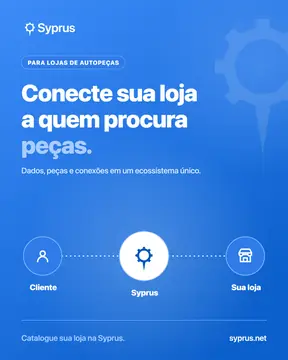 Syprus
PARA LOJAS DE AUTOPEÇAS
Conecte sua loja
a quem procura
peças.
Dados, peças e conexões em um ecossistema único.
Cliente
Syprus
Sua loja
Catalogue sua loja na Syprus.
syprus.net